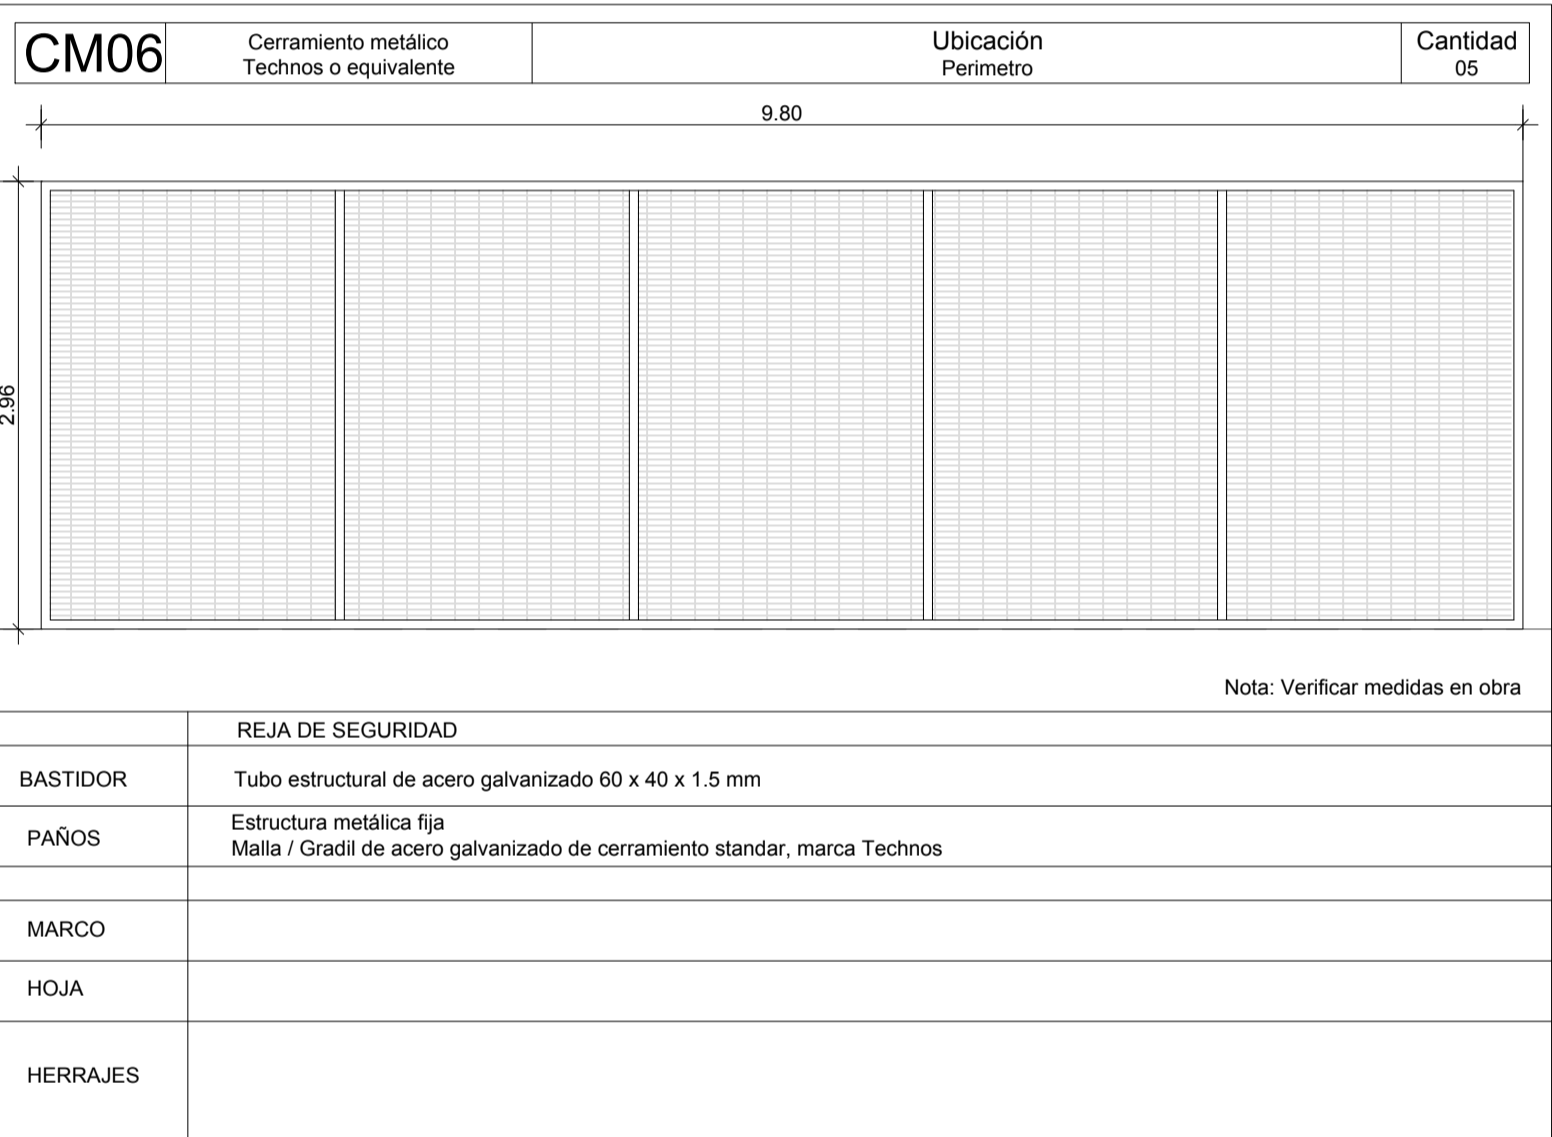 CM06
Cerramiento metálico
Technos o equivalente
Ubicación
Perimetro
Cantidad
05
9.80
2.96
Nota: Verificar medidas en obra
REJA DE SEGURIDAD
BASTIDOR
Tubo estructural de acero galvanizado 60 x 40 x 1.5 mm
PAÑOS
Estructura metálica fija
Malla / Gradil de acero galvanizado de cerramiento standar, marca Technos
MARCO
HOJA
HERRAJES